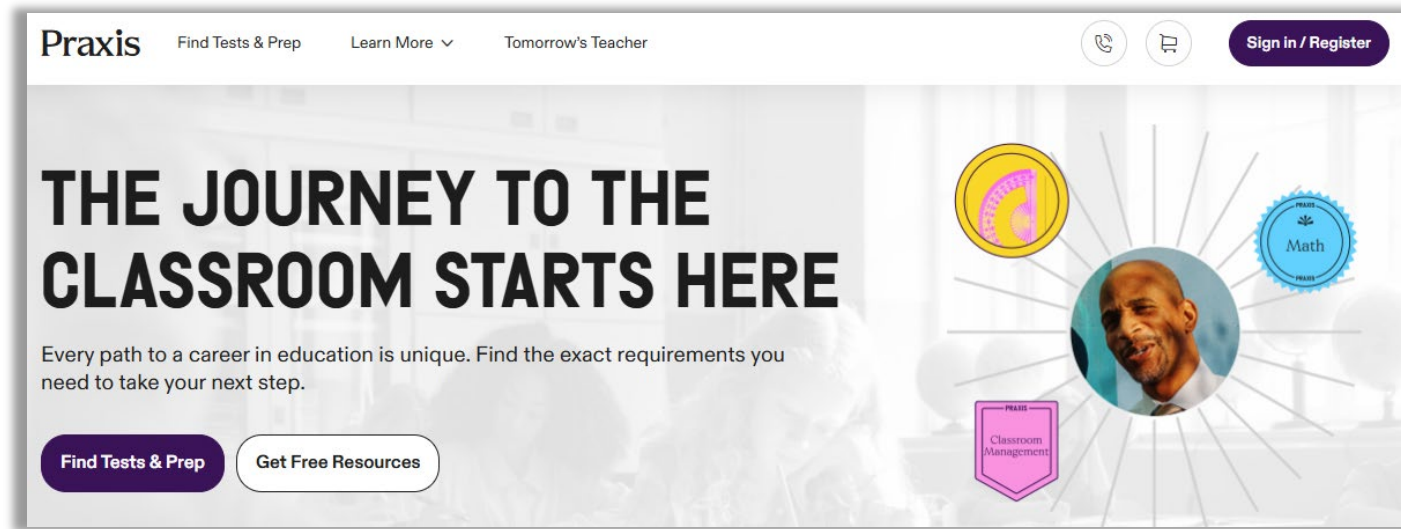 Praxis
Find Tests & Prep
Learn More
Tomorrow's Teacher
Sign in / Register
THE JOURNEY TO THE
CLASSROOM STARTS HERE
Every path to a career in education is unique. Find the exact requirements you
need to take your next step.
Find Tests & Prep
Get Free Resources
PRAXIS
Math
PRAXIS
PRAXIS
Classroom
Management